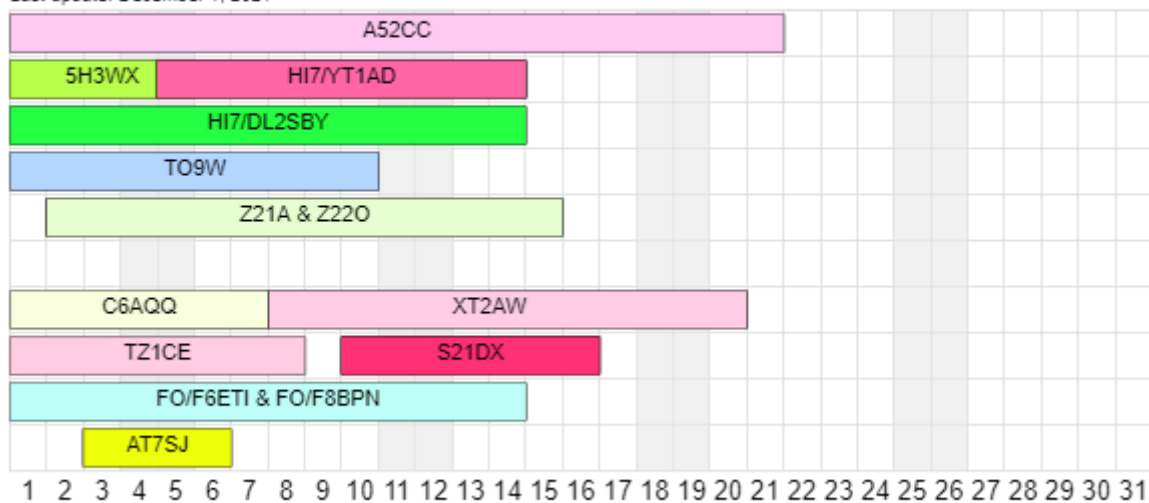 A52CC
5H3WX HI7/YT1AD
HI7/DL2SBY
TO9W
Z21A & Z22O
C6AQQ XT2AW
TZ1CE S21DX
FO/F6ETI & FO/F8BPN
AT7SJ
1 2 3 4 5 6 7 8 9 10 11 12 13 14 15 16 17 18 19 20 21 22 23 24 25 26 27 28 29 30 31